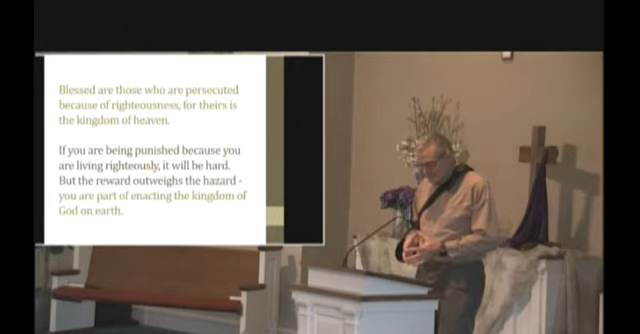 Blessed are those who are persecuted
because of righteousness, for theirs is
the kingdom of heaven.
If you are being punished because you
are living righteously, it will be hard.
But the reward outweighs the hazard -
you are part of enacting the kingdom of
God on earth.